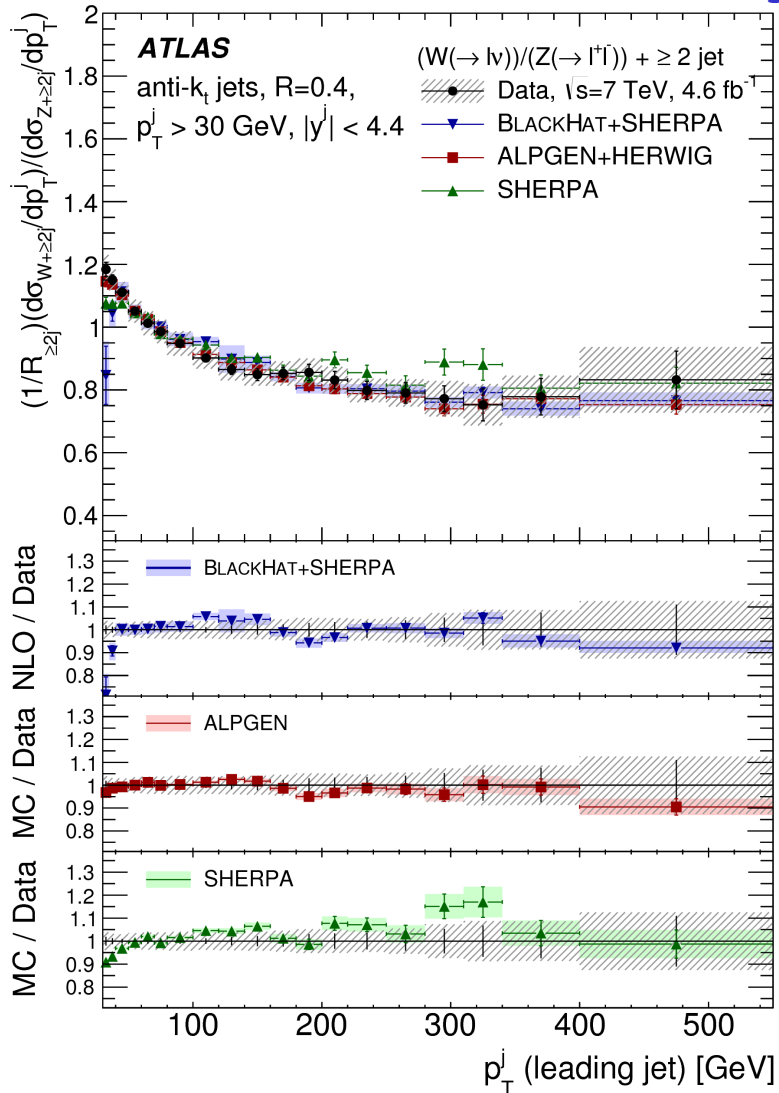 ATLAS
anti-kₜ jets, R=0.4,
p_T^j > 30 GeV, |y^j| < 4.4
(W(→ lν))/(Z(→ l⁺l⁻)) + ≥ 2 jet
Data, √s=7 TeV, 4.6 fb⁻¹
BLACKHAT+SHERPA
ALPGEN+HERWIG
SHERPA
(1/R_≥2j)(dσ_W+≥2j/dp_T^j)/(dσ_Z+≥2j/dp_T^j)
2
1.8
1.6
1.4
1.2
1
0.8
0.6
0.4
NLO / Data
1.3
1.2
1.1
1
0.9
0.8
BLACKHAT+SHERPA
MC / Data
1.3
1.2
1.1
1
0.9
0.8
ALPGEN
MC / Data
1.3
1.2
1.1
1
0.9
0.8
SHERPA
100 200 300 400 500
p_T^j (leading jet) [GeV]